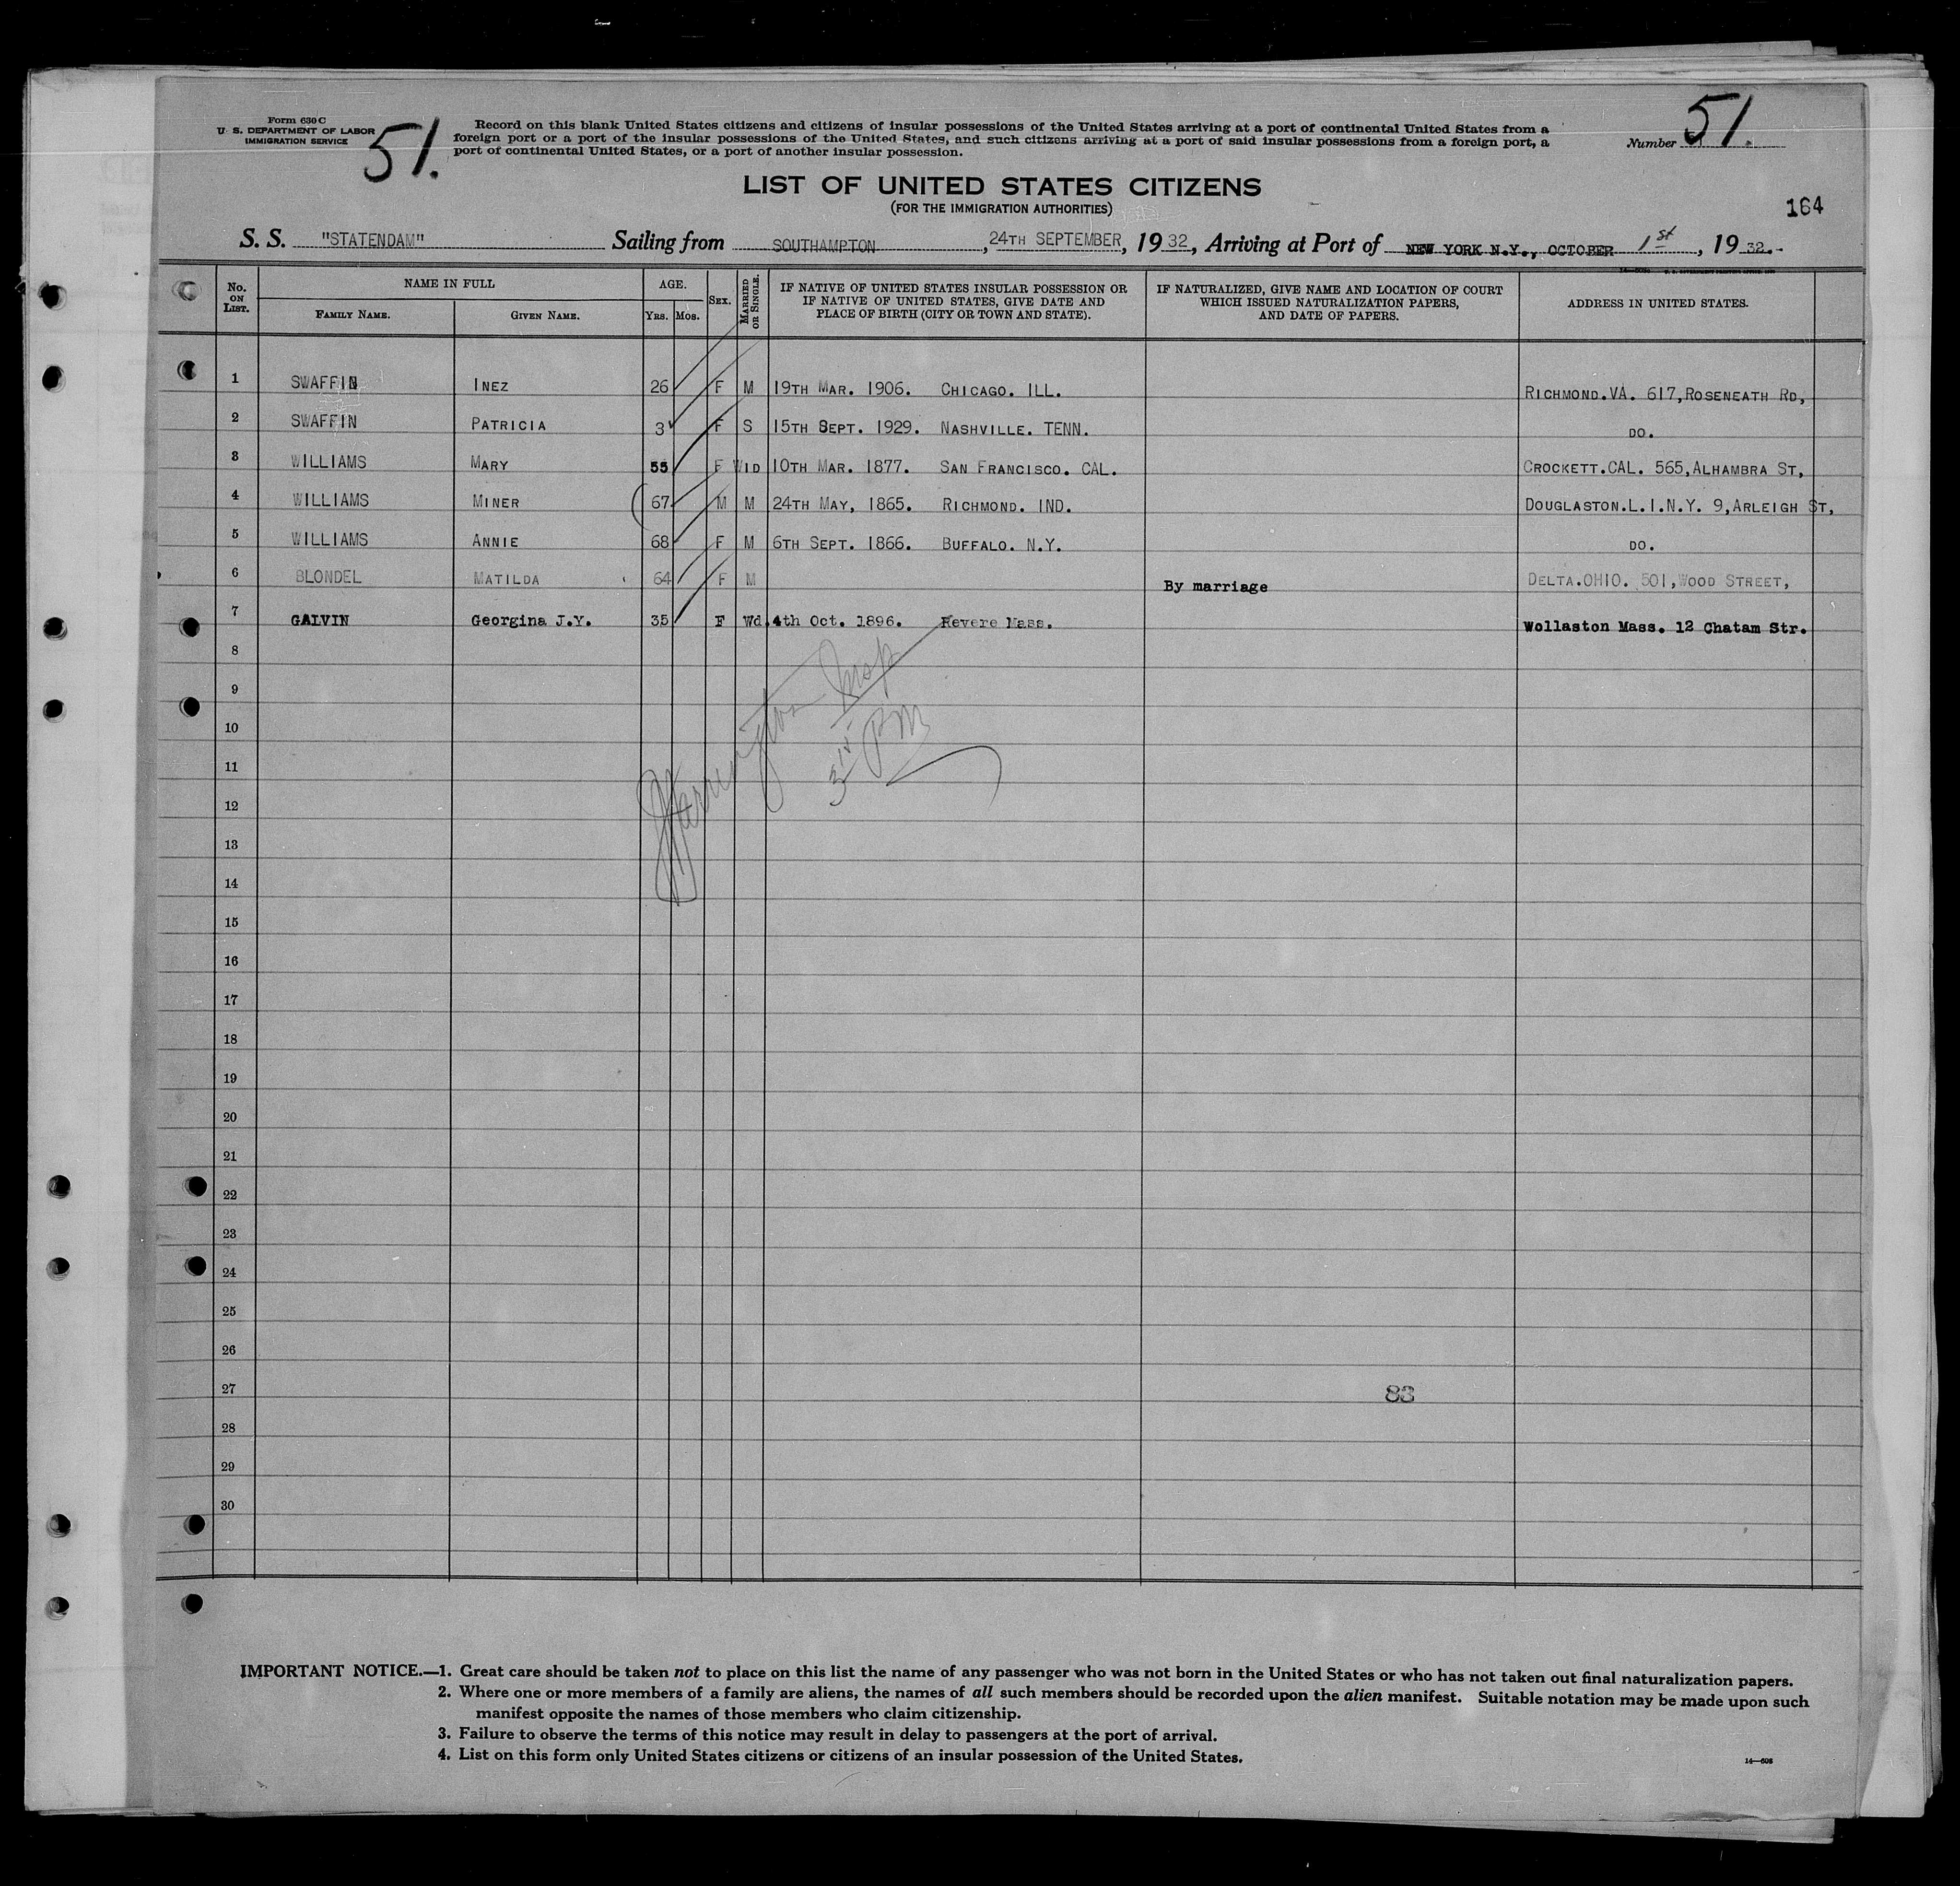 Form 630 C
U. S. DEPARTMENT OF LABOR
IMMIGRATION SERVICE
51.
Record on this blank United States citizens and citizens of insular possessions of the United States arriving at a port of continental United States from a
foreign port or a port of the insular possessions of the United States, and such citizens arriving at a port of said insular possessions from a foreign port, a
port of continental United States, or a port of another insular possession.
Number 51.
LIST OF UNITED STATES CITIZENS
(FOR THE IMMIGRATION AUTHORITIES)
164
S. S. "STATENDAM" Sailing from SOUTHAMPTON, 24TH SEPTEMBER, 1932, Arriving at Port of NEW YORK N.Y., OCTOBER 1st, 1932.-
No. ON LIST.
NAME IN FULL
FAMILY NAME.
GIVEN NAME.
AGE.
YRS. MOS.
SEX.
MARRIED OR SINGLE.
IF NATIVE OF UNITED STATES INSULAR POSSESSION OR
IF NATIVE OF UNITED STATES, GIVE DATE AND
PLACE OF BIRTH (CITY OR TOWN AND STATE).
IF NATURALIZED, GIVE NAME AND LOCATION OF COURT
WHICH ISSUED NATURALIZATION PAPERS,
AND DATE OF PAPERS.
ADDRESS IN UNITED STATES.
1 SWAFFIN INEZ 26 F M 19TH MAR. 1906. CHICAGO. ILL. RICHMOND.VA. 617,ROSENEATH RD,
2 SWAFFIN PATRICIA 3 F S 15TH SEPT. 1929. NASHVILLE. TENN. DO.
3 WILLIAMS MARY 55 F WID 10TH MAR. 1877. SAN FRANCISCO. CAL. CROCKETT.CAL. 565,ALHAMBRA ST,
4 WILLIAMS MINER 67 M M 24TH MAY, 1865. RICHMOND. IND. DOUGLASTON.L.I.N.Y. 9,ARLEIGH ST,
5 WILLIAMS ANNIE 68 F M 6TH SEPT. 1866. BUFFALO. N.Y. DO.
6 BLONDEL MATILDA 64 F M By marriage DELTA.OHIO. 501,WOOD STREET,
7 GALVIN Georgina J.Y. 35 F Wd. 4th Oct. 1896. Revere Mass. Wollaston Mass. 12 Chatam Str.
8
9
10
11
12
13
14
15
16
17
18
19
20
21
22
23
24
25
26
27
28
29
30
Harrington Insp
3 15 PM
83
IMPORTANT NOTICE.—1. Great care should be taken not to place on this list the name of any passenger who was not born in the United States or who has not taken out final naturalization papers.
2. Where one or more members of a family are aliens, the names of all such members should be recorded upon the alien manifest. Suitable notation may be made upon such
manifest opposite the names of those members who claim citizenship.
3. Failure to observe the terms of this notice may result in delay to passengers at the port of arrival.
4. List on this form only United States citizens or citizens of an insular possession of the United States.